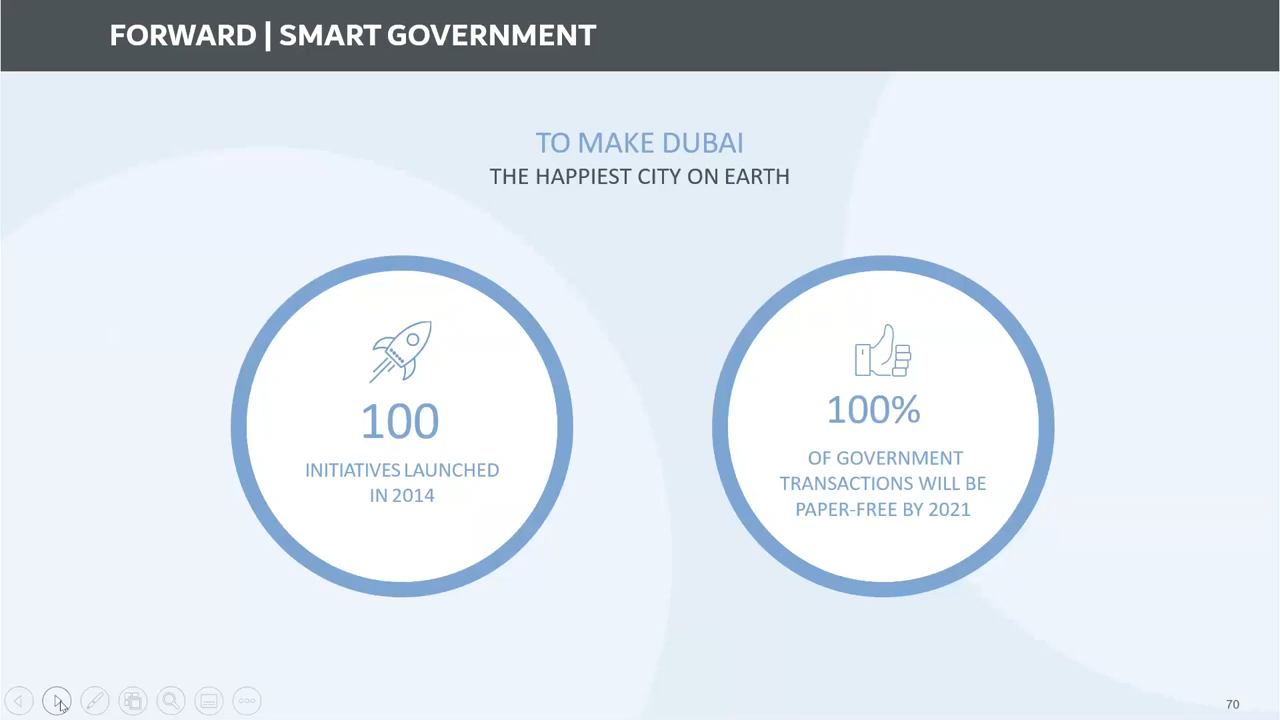 FORWARD | SMART GOVERNMENT
TO MAKE DUBAI
THE HAPPIEST CITY ON EARTH
100
INITIATIVES LAUNCHED
IN 2014
100%
OF GOVERNMENT
TRANSACTIONS WILL BE
PAPER-FREE BY 2021
70